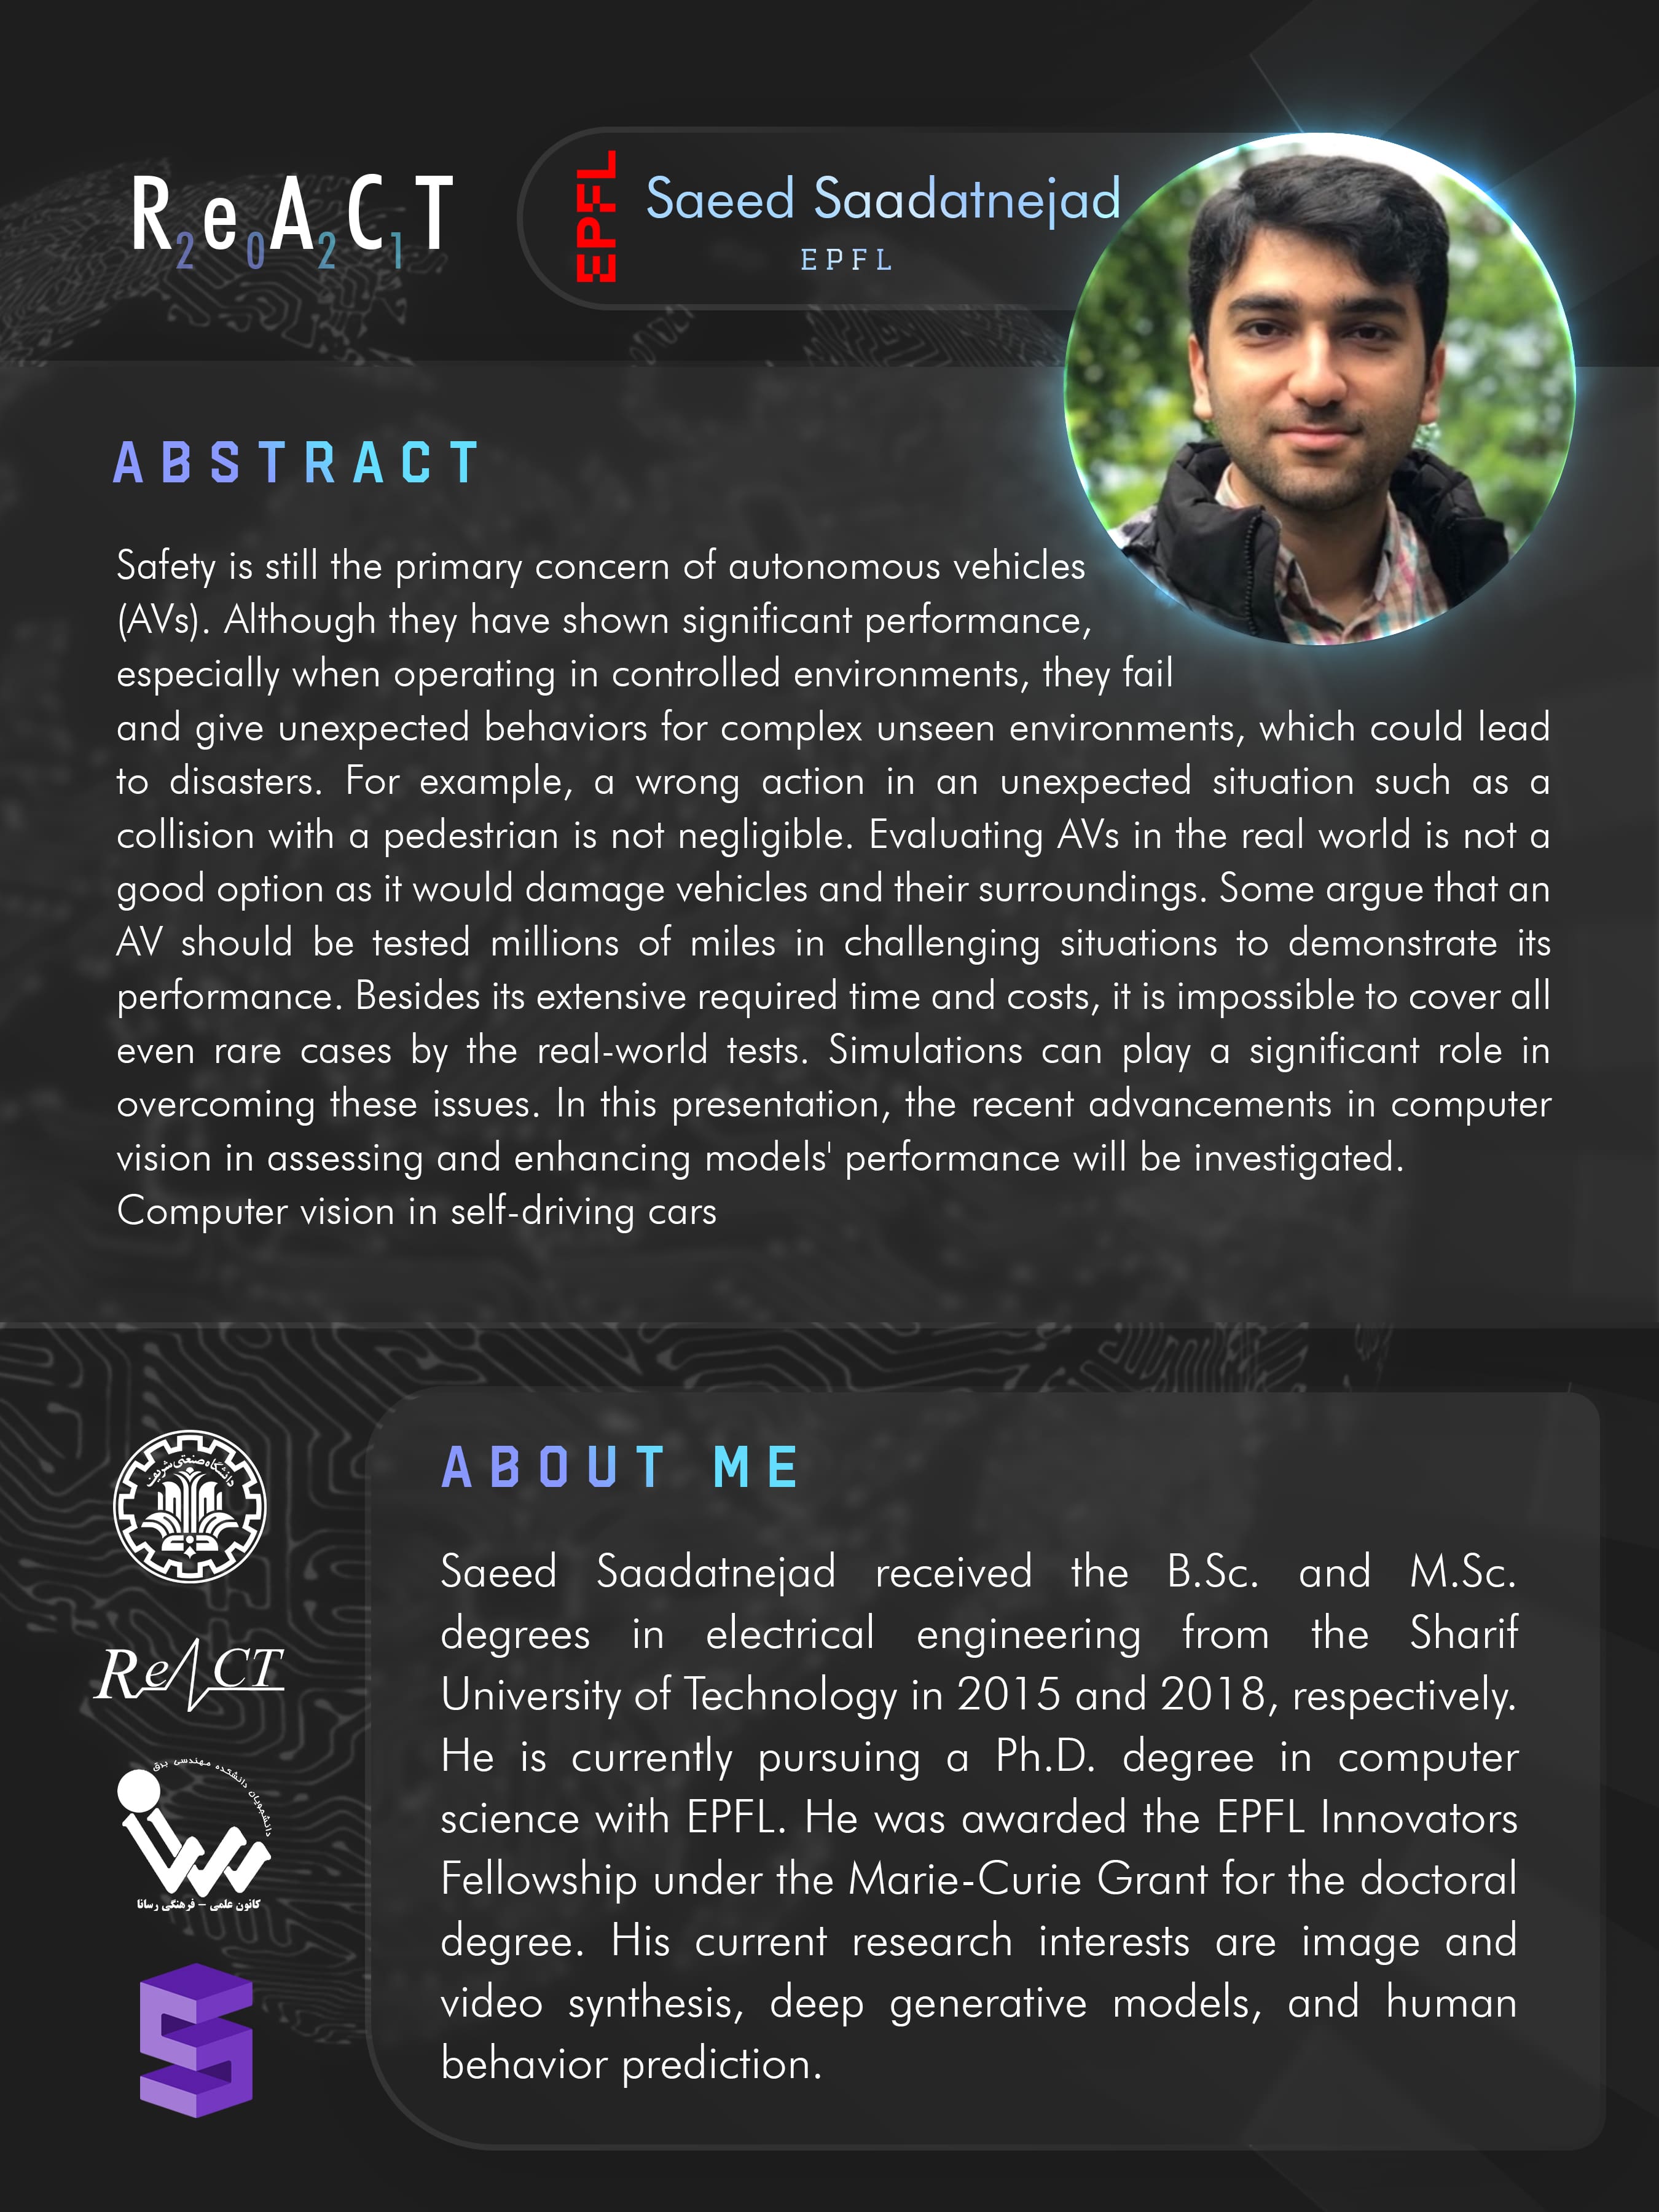 ReACT
2021
EPFL
Saeed Saadatnejad
EPFL
ABSTRACT
Safety is still the primary concern of autonomous vehicles
(AVs). Although they have shown significant performance,
especially when operating in controlled environments, they fail
and give unexpected behaviors for complex unseen environments, which could lead
to disasters. For example, a wrong action in an unexpected situation such as a
collision with a pedestrian is not negligible. Evaluating AVs in the real world is not a
good option as it would damage vehicles and their surroundings. Some argue that an
AV should be tested millions of miles in challenging situations to demonstrate its
performance. Besides its extensive required time and costs, it is impossible to cover all
even rare cases by the real-world tests. Simulations can play a significant role in
overcoming these issues. In this presentation, the recent advancements in computer
vision in assessing and enhancing models' performance will be investigated.
Computer vision in self-driving cars
دانشگاه صنعتی شریف
ReACT
دانشجویان دانشکده مهندسی برق
کانون علمی - فرهنگی رسانا
S
ABOUT ME
Saeed Saadatnejad received the B.Sc. and M.Sc.
degrees in electrical engineering from the Sharif
University of Technology in 2015 and 2018, respectively.
He is currently pursuing a Ph.D. degree in computer
science with EPFL. He was awarded the EPFL Innovators
Fellowship under the Marie-Curie Grant for the doctoral
degree. His current research interests are image and
video synthesis, deep generative models, and human
behavior prediction.